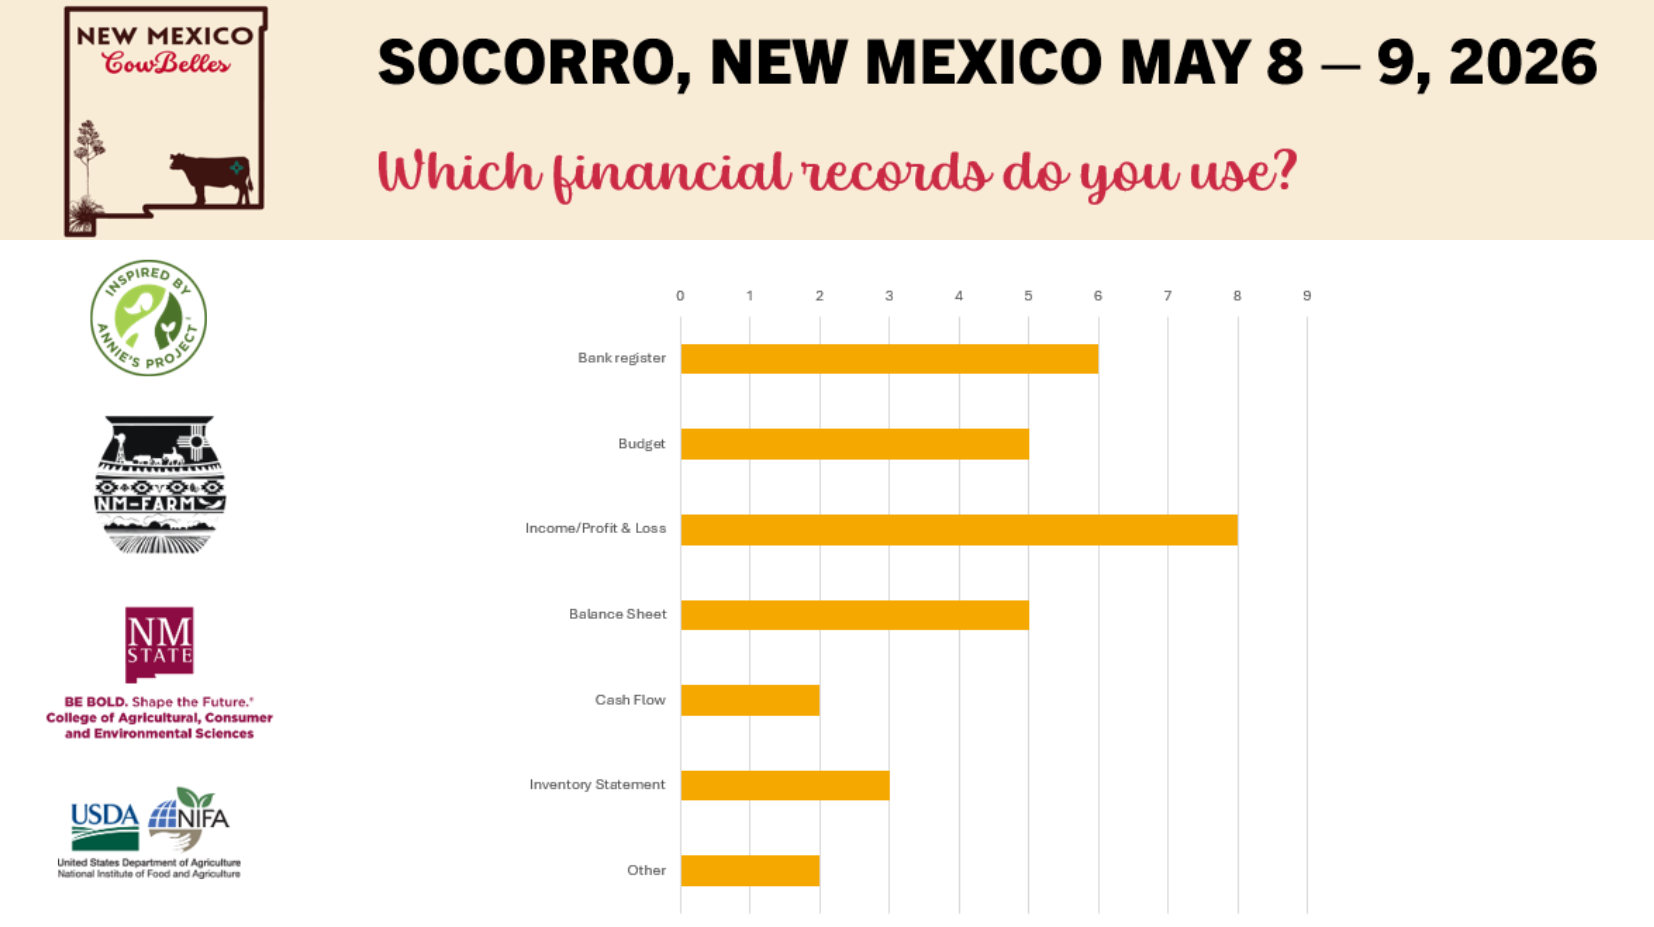 NEW MEXICO
CowBelles
SOCORRO, NEW MEXICO MAY 8 – 9, 2026
Which financial records do you use?
INSPIRED BY
ANNIE'S PROJECT
NM-FARM
NM
STATE
BE BOLD. Shape the Future.®
College of Agricultural, Consumer
and Environmental Sciences
USDA NIFA
United States Department of Agriculture
National Institute of Food and Agriculture
0 1 2 3 4 5 6 7 8 9
Bank register
Budget
Income/Profit & Loss
Balance Sheet
Cash Flow
Inventory Statement
Other